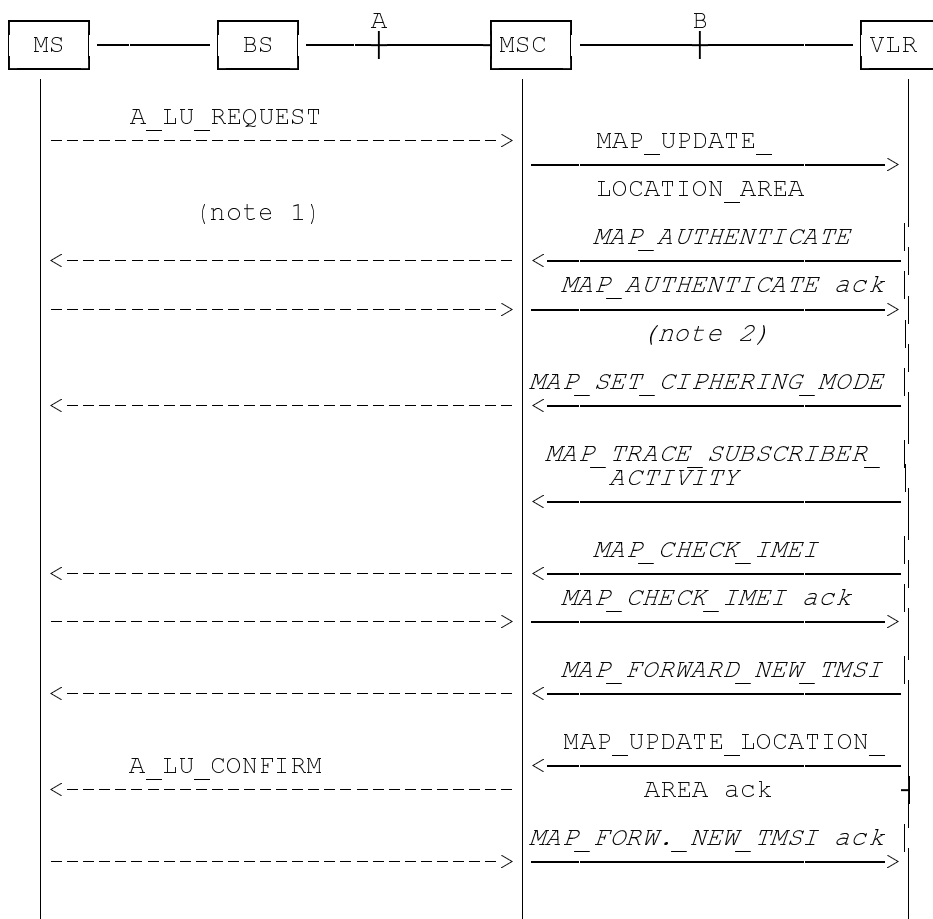 A B
MS BS MSC VLR
A_LU_REQUEST
MAP_UPDATE_
LOCATION_AREA
(note 1)
MAP_AUTHENTICATE
MAP_AUTHENTICATE ack
(note 2)
MAP_SET_CIPHERING_MODE
MAP_TRACE_SUBSCRIBER_
ACTIVITY
MAP_CHECK_IMEI
MAP_CHECK_IMEI ack
MAP_FORWARD_NEW_TMSI
MAP_UPDATE_LOCATION_
A_LU_CONFIRM
AREA ack
MAP_FORW._NEW_TMSI ack